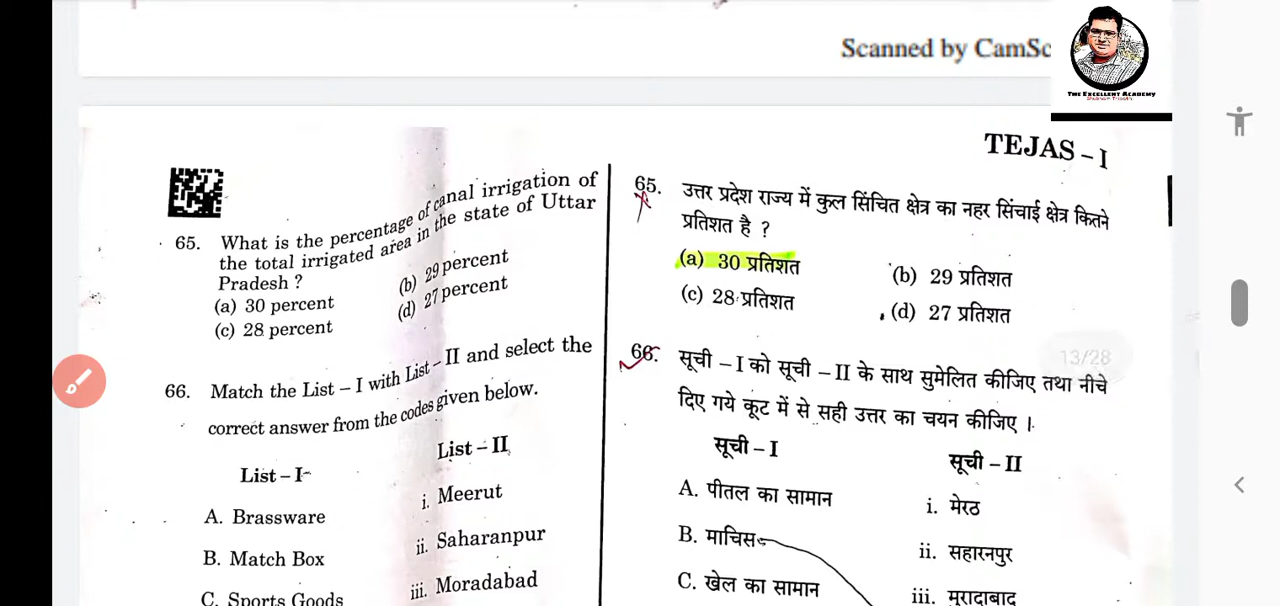 Scanned by CamSc
THE EXCELLENT ACADEMY
TEJAS – I
65. What is the percentage of canal irrigation of
the total irrigated area in the state of Uttar
Pradesh ?
(a) 30 percent (b) 29 percent
(c) 28 percent (d) 27 percent
66. Match the List – I with List – II and select the
correct answer from the codes given below.
List – I List – II
A. Brassware i. Meerut
B. Match Box ii. Saharanpur
C. Sports Goods iii. Moradabad
65. उत्तर प्रदेश राज्य में कुल सिंचित क्षेत्र का नहर सिंचाई क्षेत्र कितने
प्रतिशत है ?
(a) 30 प्रतिशत (b) 29 प्रतिशत
(c) 28 प्रतिशत (d) 27 प्रतिशत
13/28
66. सूची – I को सूची – II के साथ सुमेलित कीजिए तथा नीचे
दिए गये कूट में से सही उत्तर का चयन कीजिए ।
सूची – I सूची – II
A. पीतल का सामान i. मेरठ
B. माचिस ii. सहारनपुर
C. खेल का सामान iii. मुरादाबाद